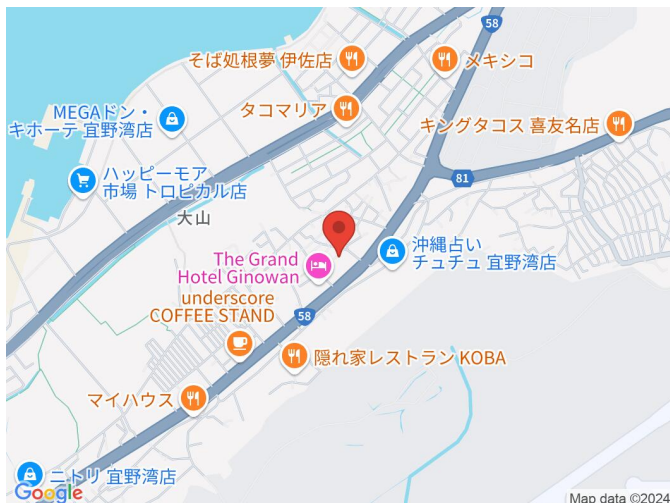 58
そば処根夢 伊佐店
メキシコ
タコマリア
MEGAドン・
キホーテ 宜野湾店
キングタコス 喜友名店
ハッピーモア
市場 トロピカル店
81
大山
沖縄占い
チュチュ 宜野湾店
The Grand
Hotel Ginowan
underscore
COFFEE STAND
58
隠れ家レストラン KOBA
マイハウス
ニトリ 宜野湾店
Google
Map data ©2024